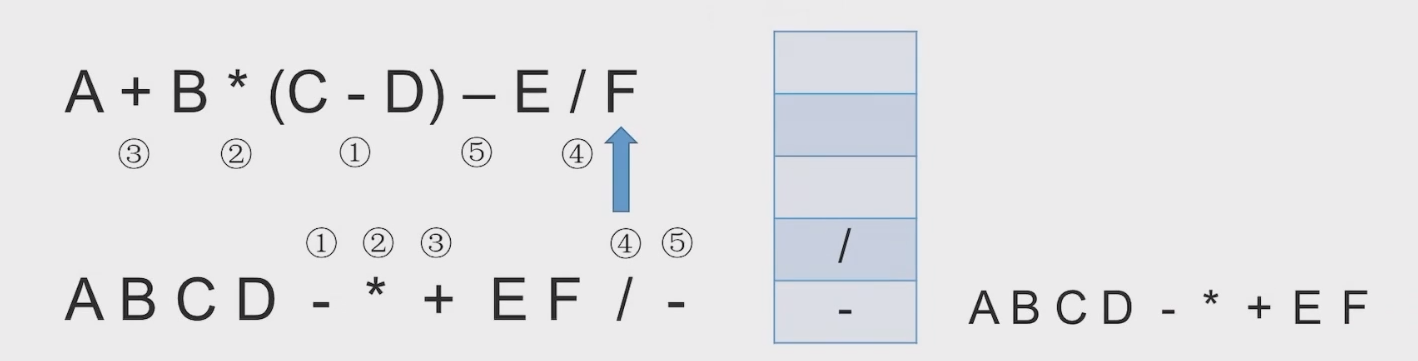 A + B * (C - D) – E / F
③ ② ① ⑤ ④
① ② ③ ④ ⑤
A B C D - * + E F / -
/
-
A B C D - * + E F